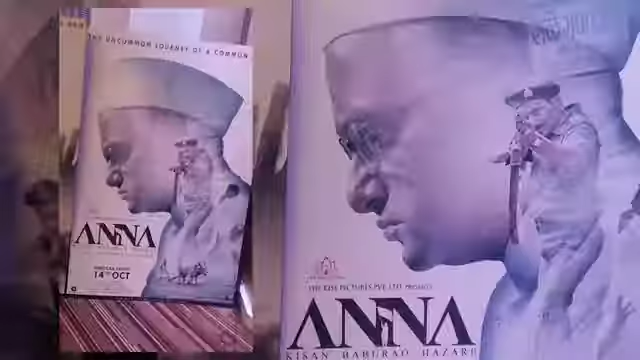 THE UNCOMMON JOURNEY OF A COMMON
ANNA
14TH OCT
THE RISE PICTURES PVT. LTD. PRESENTS
ANNA
KISAN BABURAO HAZARE